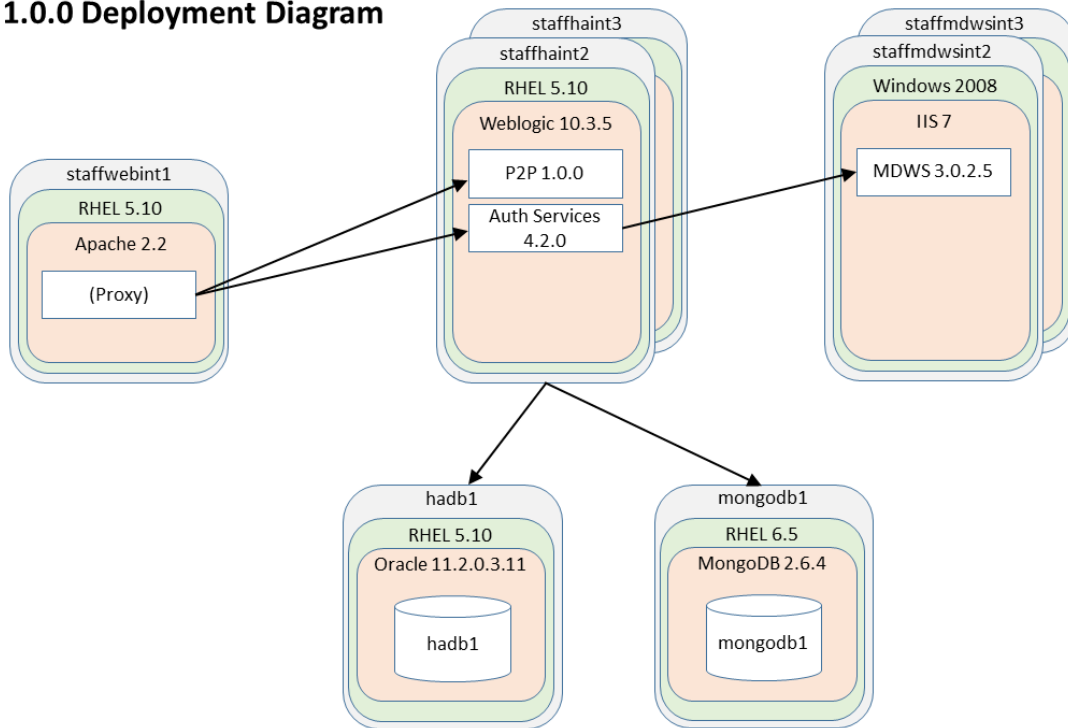 1.0.0 Deployment Diagram
staffhaint3
staffhaint2
RHEL 5.10
Weblogic 10.3.5
P2P 1.0.0
Auth Services
4.2.0
staffmdwsint3
staffmdwsint2
Windows 2008
IIS 7
MDWS 3.0.2.5
staffwebint1
RHEL 5.10
Apache 2.2
(Proxy)
hadb1
RHEL 5.10
Oracle 11.2.0.3.11
hadb1
mongodb1
RHEL 6.5
MongoDB 2.6.4
mongodb1